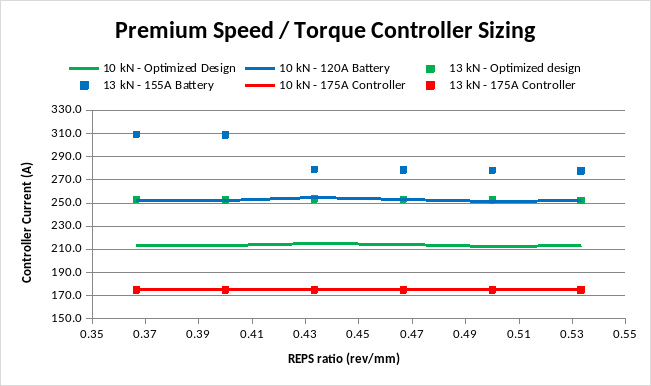 Premium Speed / Torque Controller Sizing
10 kN - Optimized Design 10 kN - 120A Battery 13 kN - Optimized design
13 kN - 155A Battery 10 kN - 175A Controller 13 kN - 175A Controller
330.0
310.0
290.0
270.0
250.0
230.0
210.0
190.0
170.0
150.0
Controller Current (A)
0.35 0.37 0.39 0.41 0.43 0.45 0.47 0.49 0.51 0.53 0.55
REPS ratio (rev/mm)